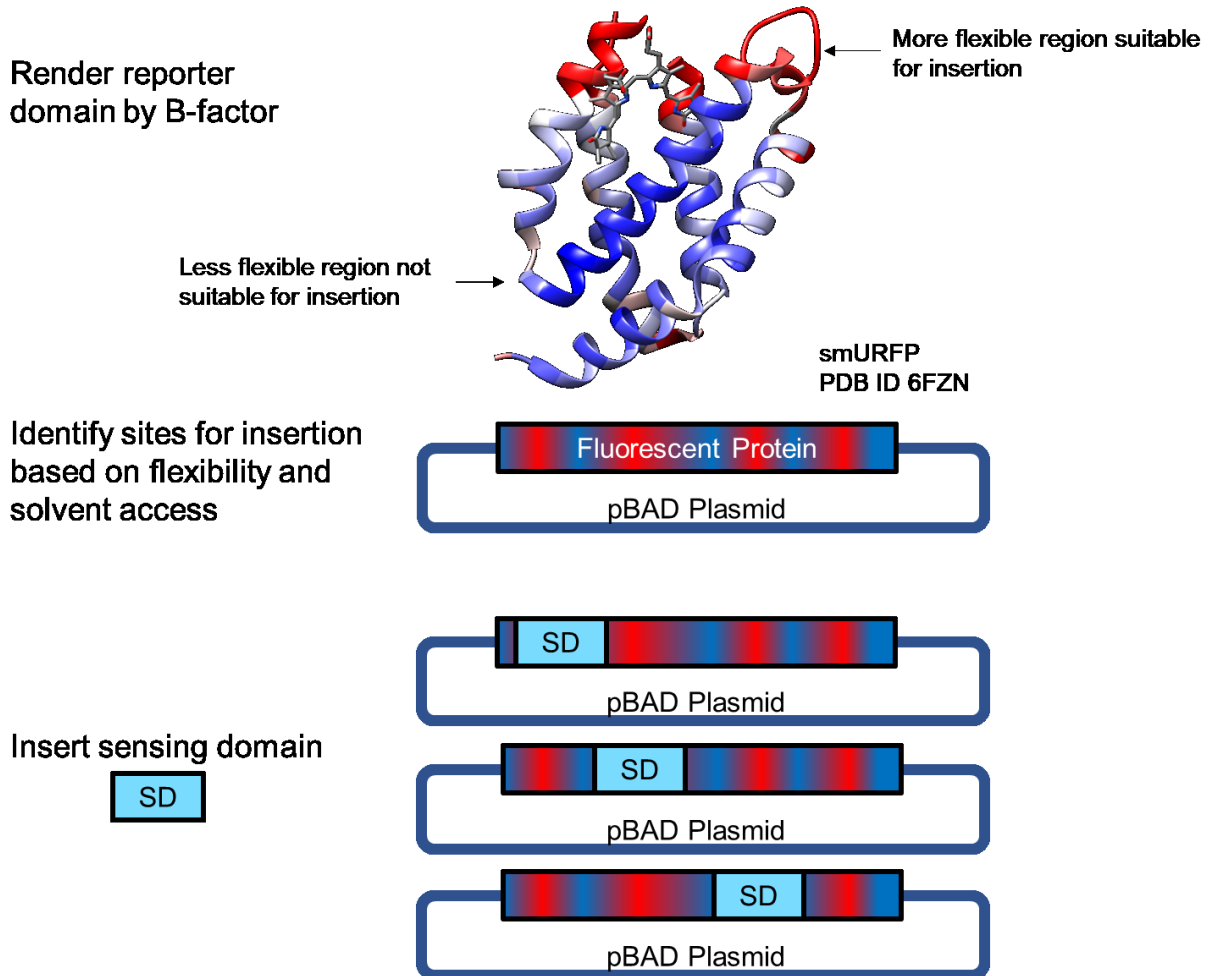 Render reporter
domain by B-factor
More flexible region suitable
for insertion
Less flexible region not
suitable for insertion
smURFP
PDB ID 6FZN
Identify sites for insertion
based on flexibility and
solvent access
Fluorescent Protein
pBAD Plasmid
SD
pBAD Plasmid
Insert sensing domain
SD
SD
pBAD Plasmid
SD
pBAD Plasmid